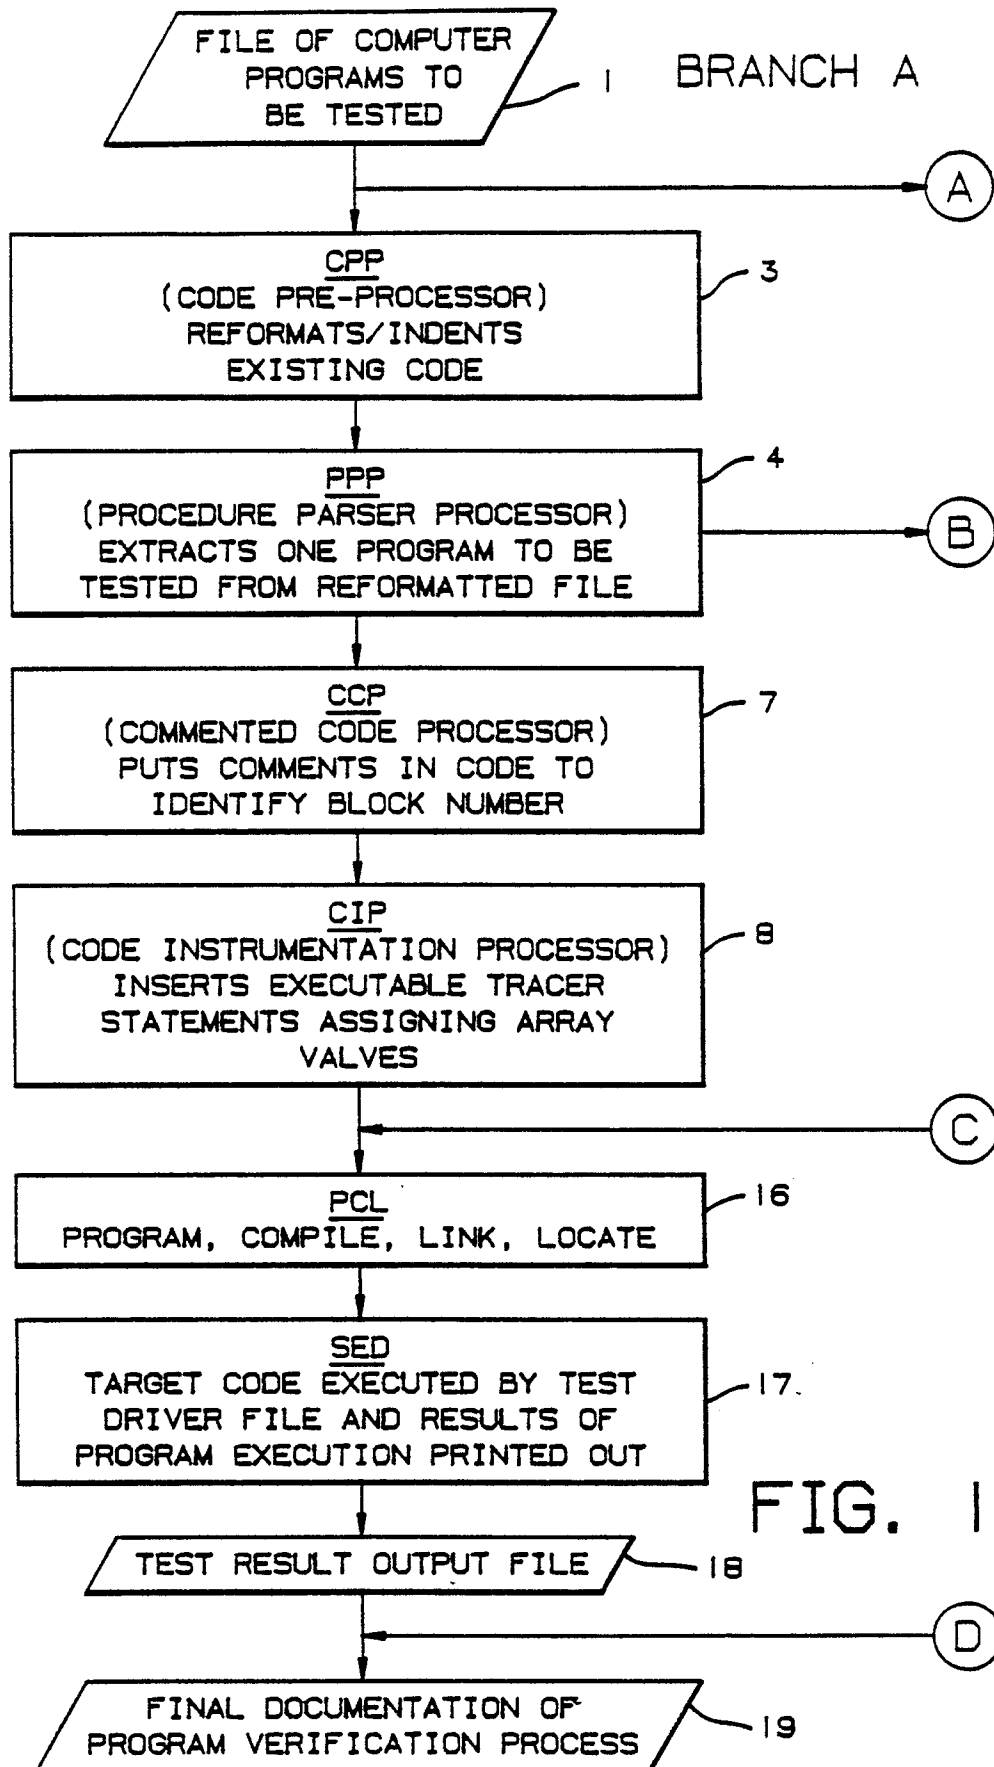 FILE OF COMPUTER
PROGRAMS TO
BE TESTED
1
BRANCH A
A
CPP
(CODE PRE-PROCESSOR)
REFORMATS/INDENTS
EXISTING CODE
3
PPP
(PROCEDURE PARSER PROCESSOR)
EXTRACTS ONE PROGRAM TO BE
TESTED FROM REFORMATTED FILE
4
B
CCP
(COMMENTED CODE PROCESSOR)
PUTS COMMENTS IN CODE TO
IDENTIFY BLOCK NUMBER
7
CIP
(CODE INSTRUMENTATION PROCESSOR)
INSERTS EXECUTABLE TRACER
STATEMENTS ASSIGNING ARRAY
VALVES
8
C
PCL
PROGRAM, COMPILE, LINK, LOCATE
16
SED
TARGET CODE EXECUTED BY TEST
DRIVER FILE AND RESULTS OF
PROGRAM EXECUTION PRINTED OUT
17
FIG. 1
TEST RESULT OUTPUT FILE
18
D
FINAL DOCUMENTATION OF
PROGRAM VERIFICATION PROCESS
19